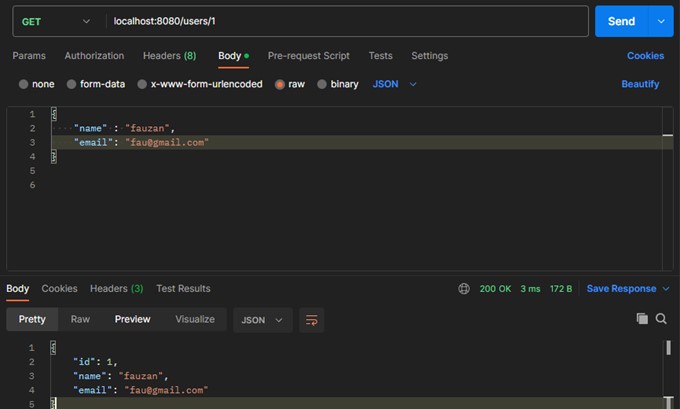 GET localhost:8080/users/1 Send
Params Authorization Headers (8) Body Pre-request Script Tests Settings Cookies
none form-data x-www-form-urlencoded raw binary JSON Beautify
1 {
2 "name" : "fauzan",
3 "email": "fau@gmail.com"
4 }
5
6
Body Cookies Headers (3) Test Results 200 OK 3 ms 172 B Save Response
Pretty Raw Preview Visualize JSON
1 {
2 "id": 1,
3 "name": "fauzan",
4 "email": "fau@gmail.com"
5 }